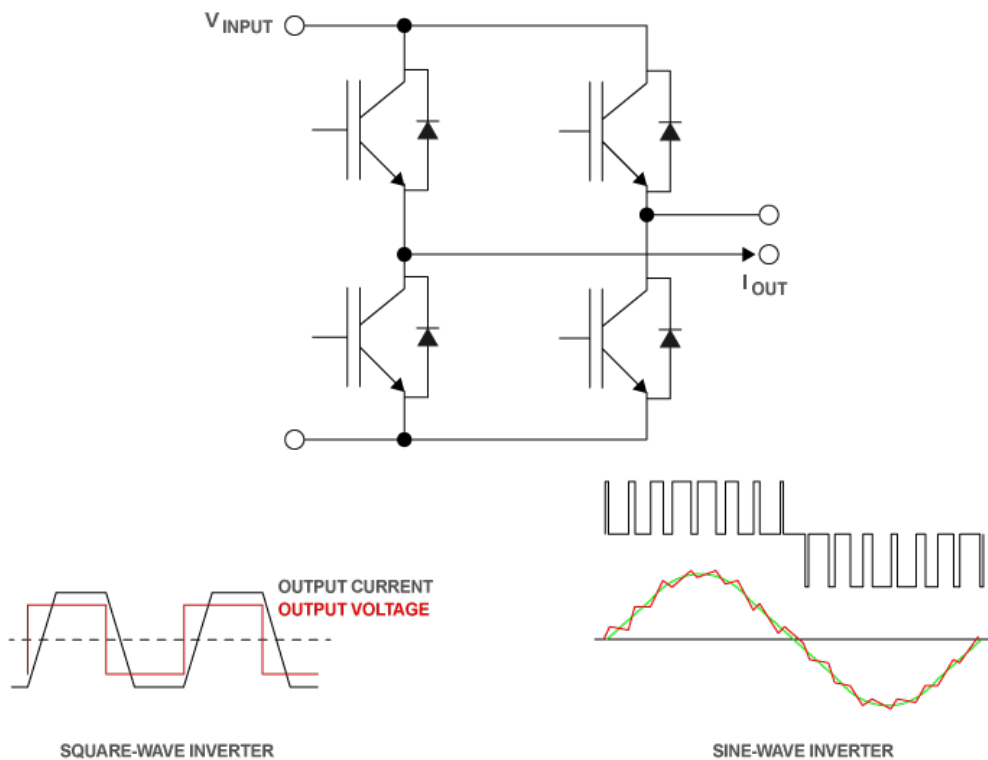 V INPUT
I OUT
OUTPUT CURRENT
OUTPUT VOLTAGE
SQUARE-WAVE INVERTER
SINE-WAVE INVERTER